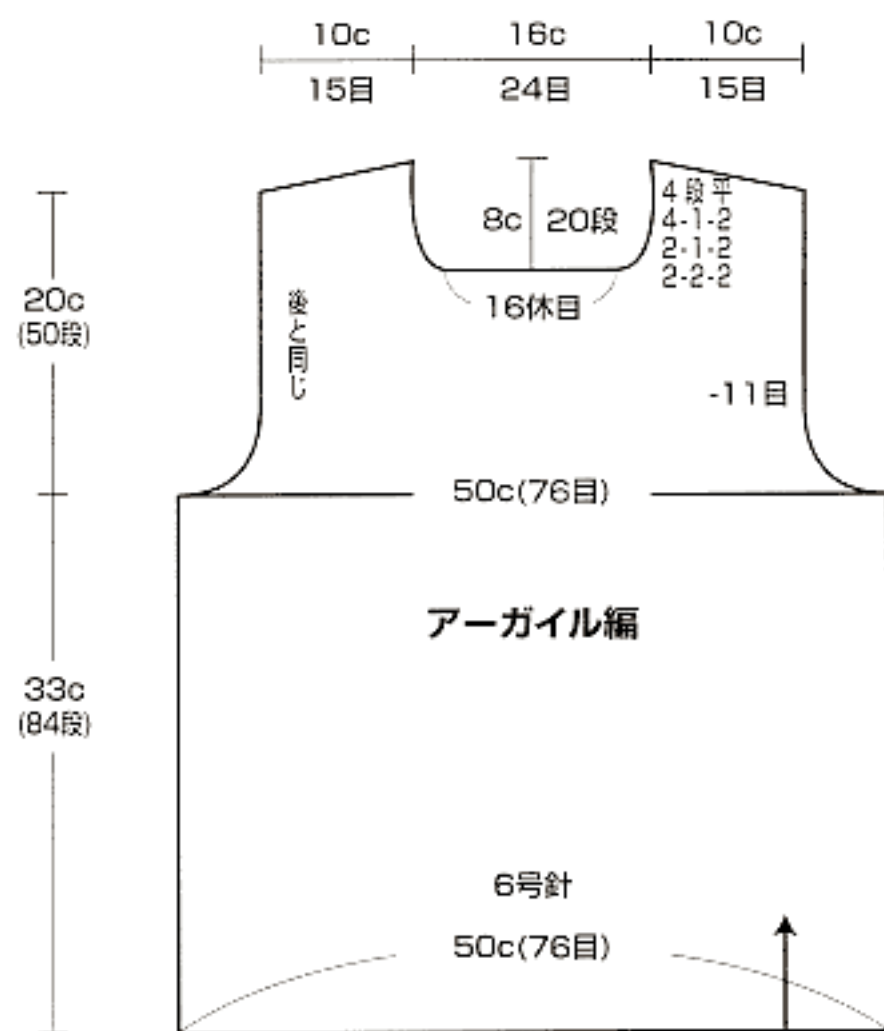 10c 16c 10c
15目 24目 15目
4段平
4-1-2
2-1-2
2-2-2
8c 20段
16休目
20c
(50段)
後と同じ
-11目
50c(76目)
アーガイル編
33c
(84段)
6号針
50c(76目)